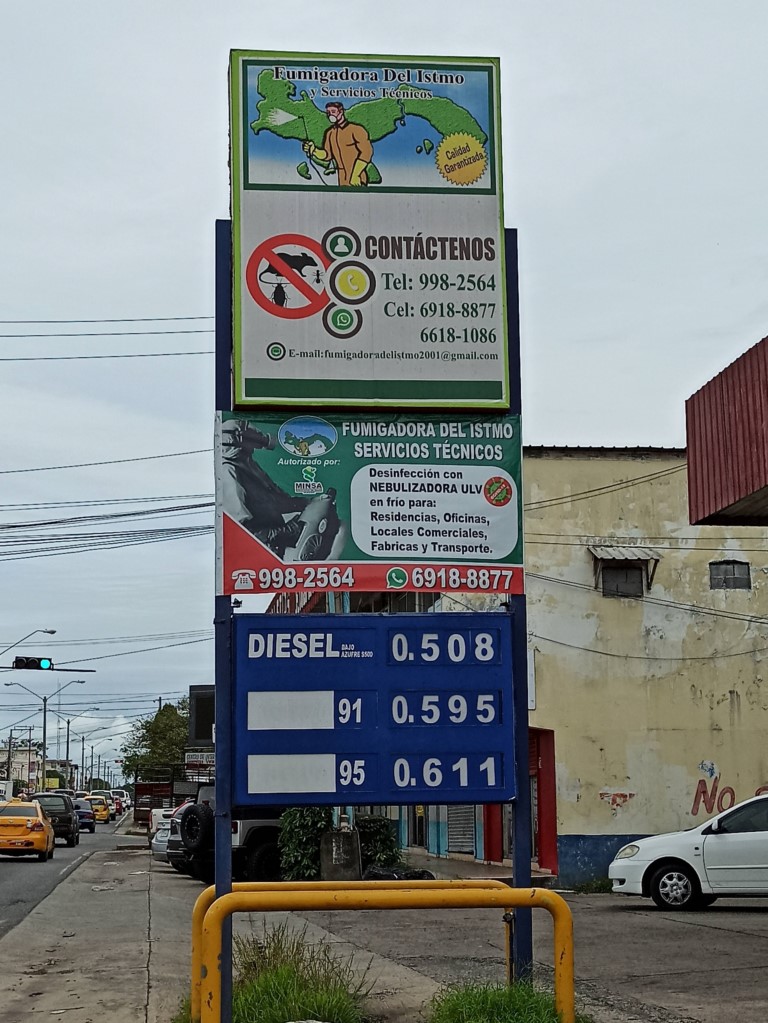 Fumigadora Del Istmo
y Servicios Técnicos
Calidad
Garantizada
CONTÁCTENOS
Tel: 998-2564
Cel: 6918-8877
6618-1086
E-mail:fumigadoradelistmo2001@gmail.com
FUMIGADORA DEL ISTMO
SERVICIOS TÉCNICOS
Autorizado por:
MINSA
Desinfección con
NEBULIZADORA ULV
en frío para:
Residencias, Oficinas,
Locales Comerciales,
Fabricas y Transporte.
998-2564
6918-8877
DIESEL BAJO AZUFRE S500 0.508
91 0.595
95 0.611
No